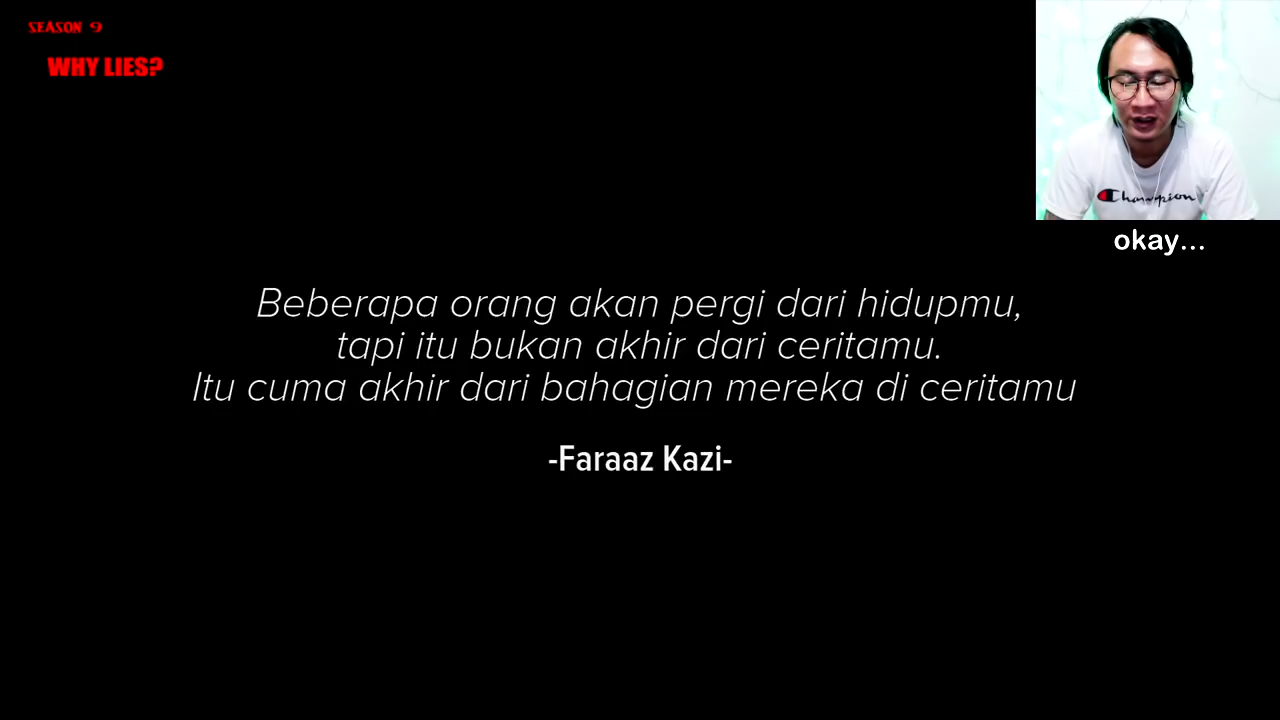 SEASON 9
WHY LIES?
Champion
okay...
Beberapa orang akan pergi dari hidupmu,
tapi itu bukan akhir dari ceritamu.
Itu cuma akhir dari bahagian mereka di ceritamu
-Faraaz Kazi-